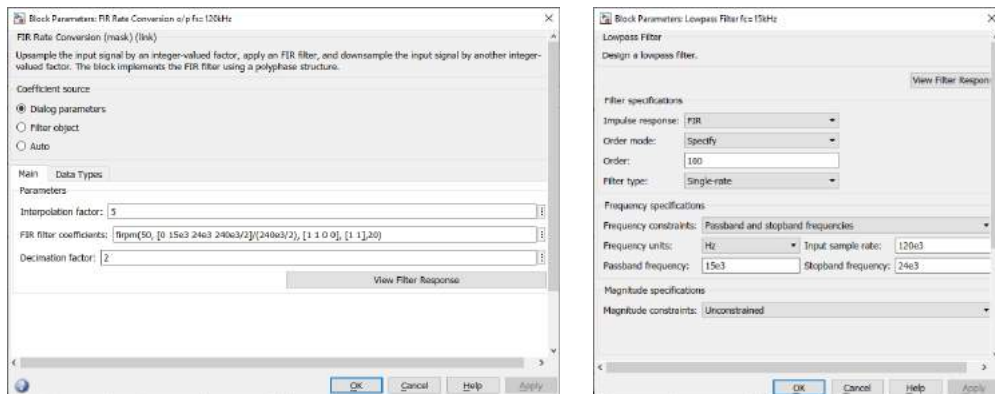 Block Parameters: FIR Rate Conversion o/p fs= 120kHz
FIR Rate Conversion (mask) (link)
Upsample the input signal by an integer-valued factor, apply an FIR filter, and downsample the input signal by another integer-
valued factor. The block implements the FIR filter using a polyphase structure.
Coefficient source
Dialog parameters
Filter object
Auto
Main Data Types
Parameters
Interpolation factor: 5
FIR filter coefficients: firpm(50, [0 15e3 24e3 240e3/2]/(240e3/2), [1 1 0 0], [1 1],20)
Decimation factor: 2
View Filter Response
OK Cancel Help Apply
Block Parameters: Lowpass Filter fc= 15kHz
Lowpass Filter
Design a lowpass filter.
View Filter Respon
Filter specifications
Impulse response: FIR
Order mode: Specify
Order: 100
Filter type: Single-rate
Frequency specifications
Frequency constraints: Passband and stopband frequencies
Frequency units: Hz Input sample rate: 120e3
Passband frequency: 15e3 Stopband frequency: 24e3
Magnitude specifications
Magnitude constraints: Unconstrained
OK Cancel Help Apply